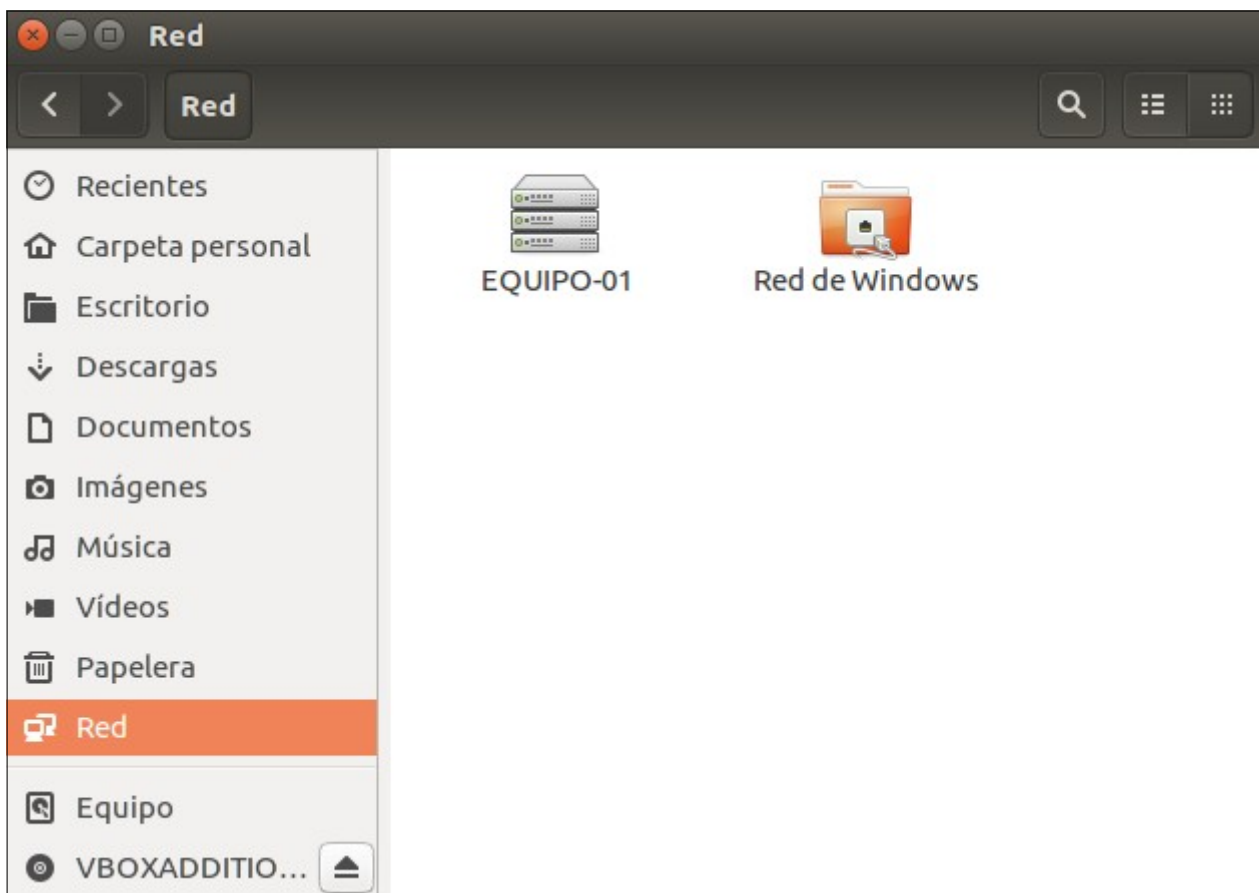 Red
Red
Recientes
Carpeta personal
Escritorio
Descargas
Documentos
Imágenes
Música
Vídeos
Papelera
Red
Equipo
VBOXADDITIO...
EQUIPO-01
Red de Windows